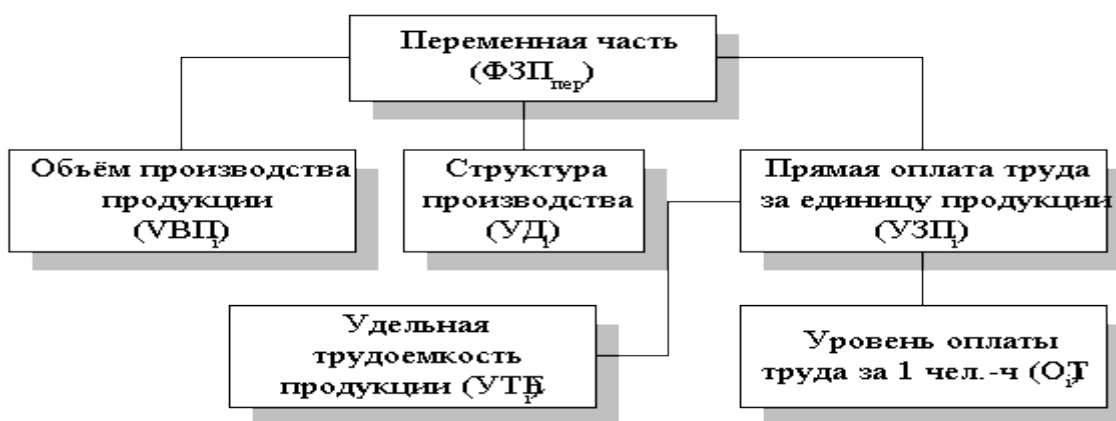 Переменная часть
(ФЗПпер)
Объём производства
продукции
(VВПi)
Структура
производства
(УДi)
Прямая оплата труда
за единицу продукции
(УЗПi)
Удельная
трудоемкость
продукции (УТЕi)
Уровень оплаты
труда за 1 чел.-ч (ОТi)